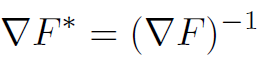 ∇F* = (∇F)⁻¹